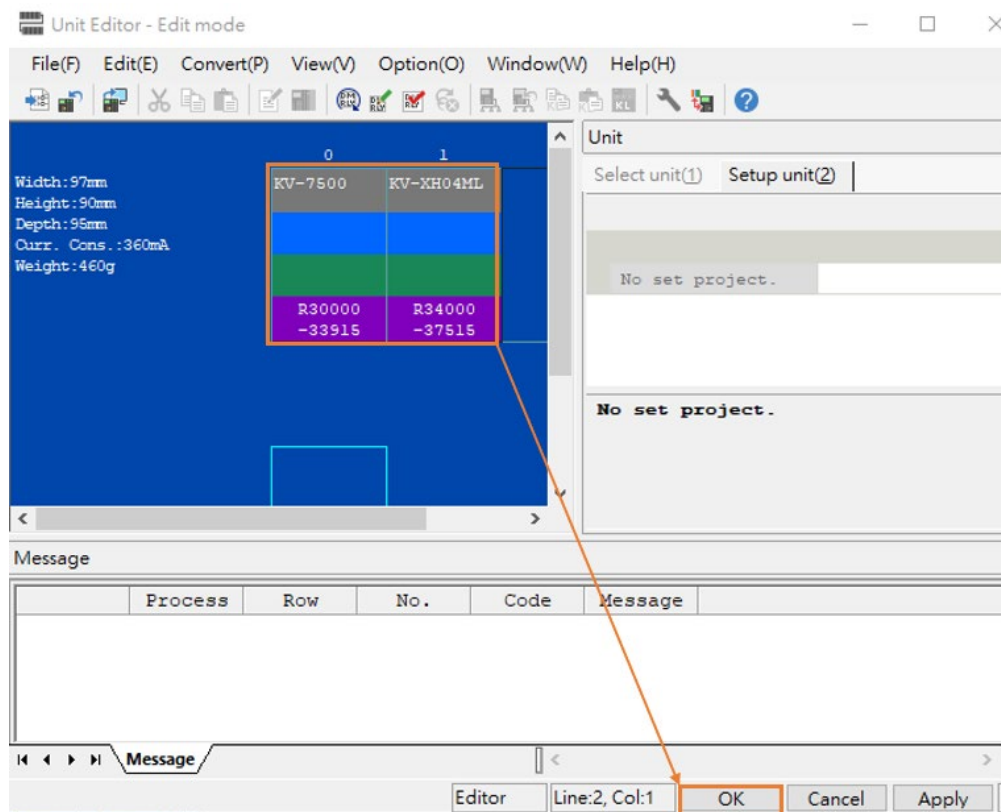 Unit Editor - Edit mode
File(F) Edit(E) Convert(P) View(V) Option(O) Window(W) Help(H)
DM RLY
KL
Unit
Select unit(1) Setup unit(2)
No set project.
No set project.
0 1
Width:97mm
Height:90mm
Depth:95mm
Curr. Cons.:360mA
Weight:460g
KV-7500 KV-XH04ML
R30000 R34000
-33915 -37515
Message
Process Row No. Code Message
Message
Editor Line:2, Col:1 OK Cancel Apply